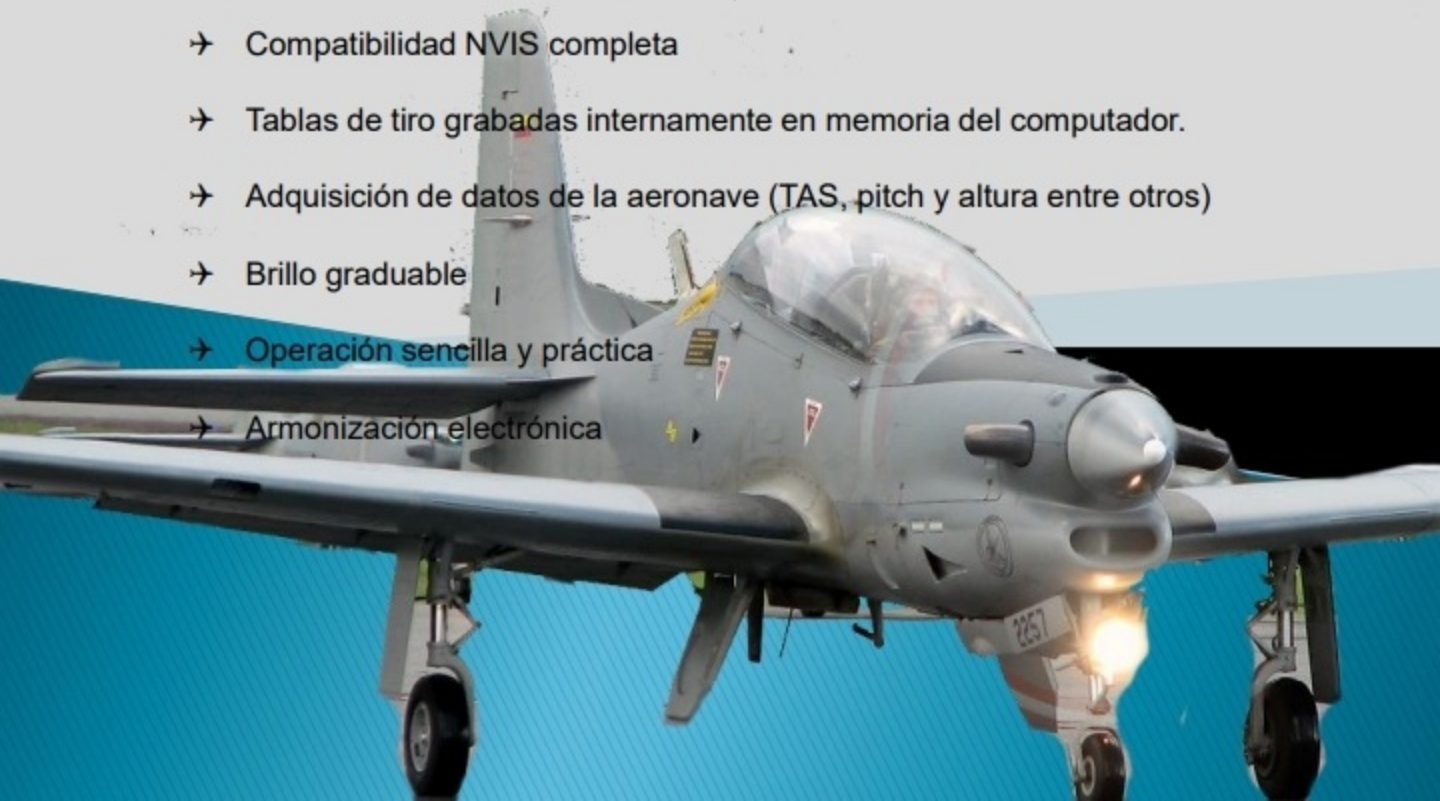 Compatibilidad NVIS completa
Tablas de tiro grabadas internamente en memoria del computador.
Adquisición de datos de la aeronave (TAS, pitch y altura entre otros)
Brillo graduable
Operación sencilla y práctica
Armonización electrónica
2257